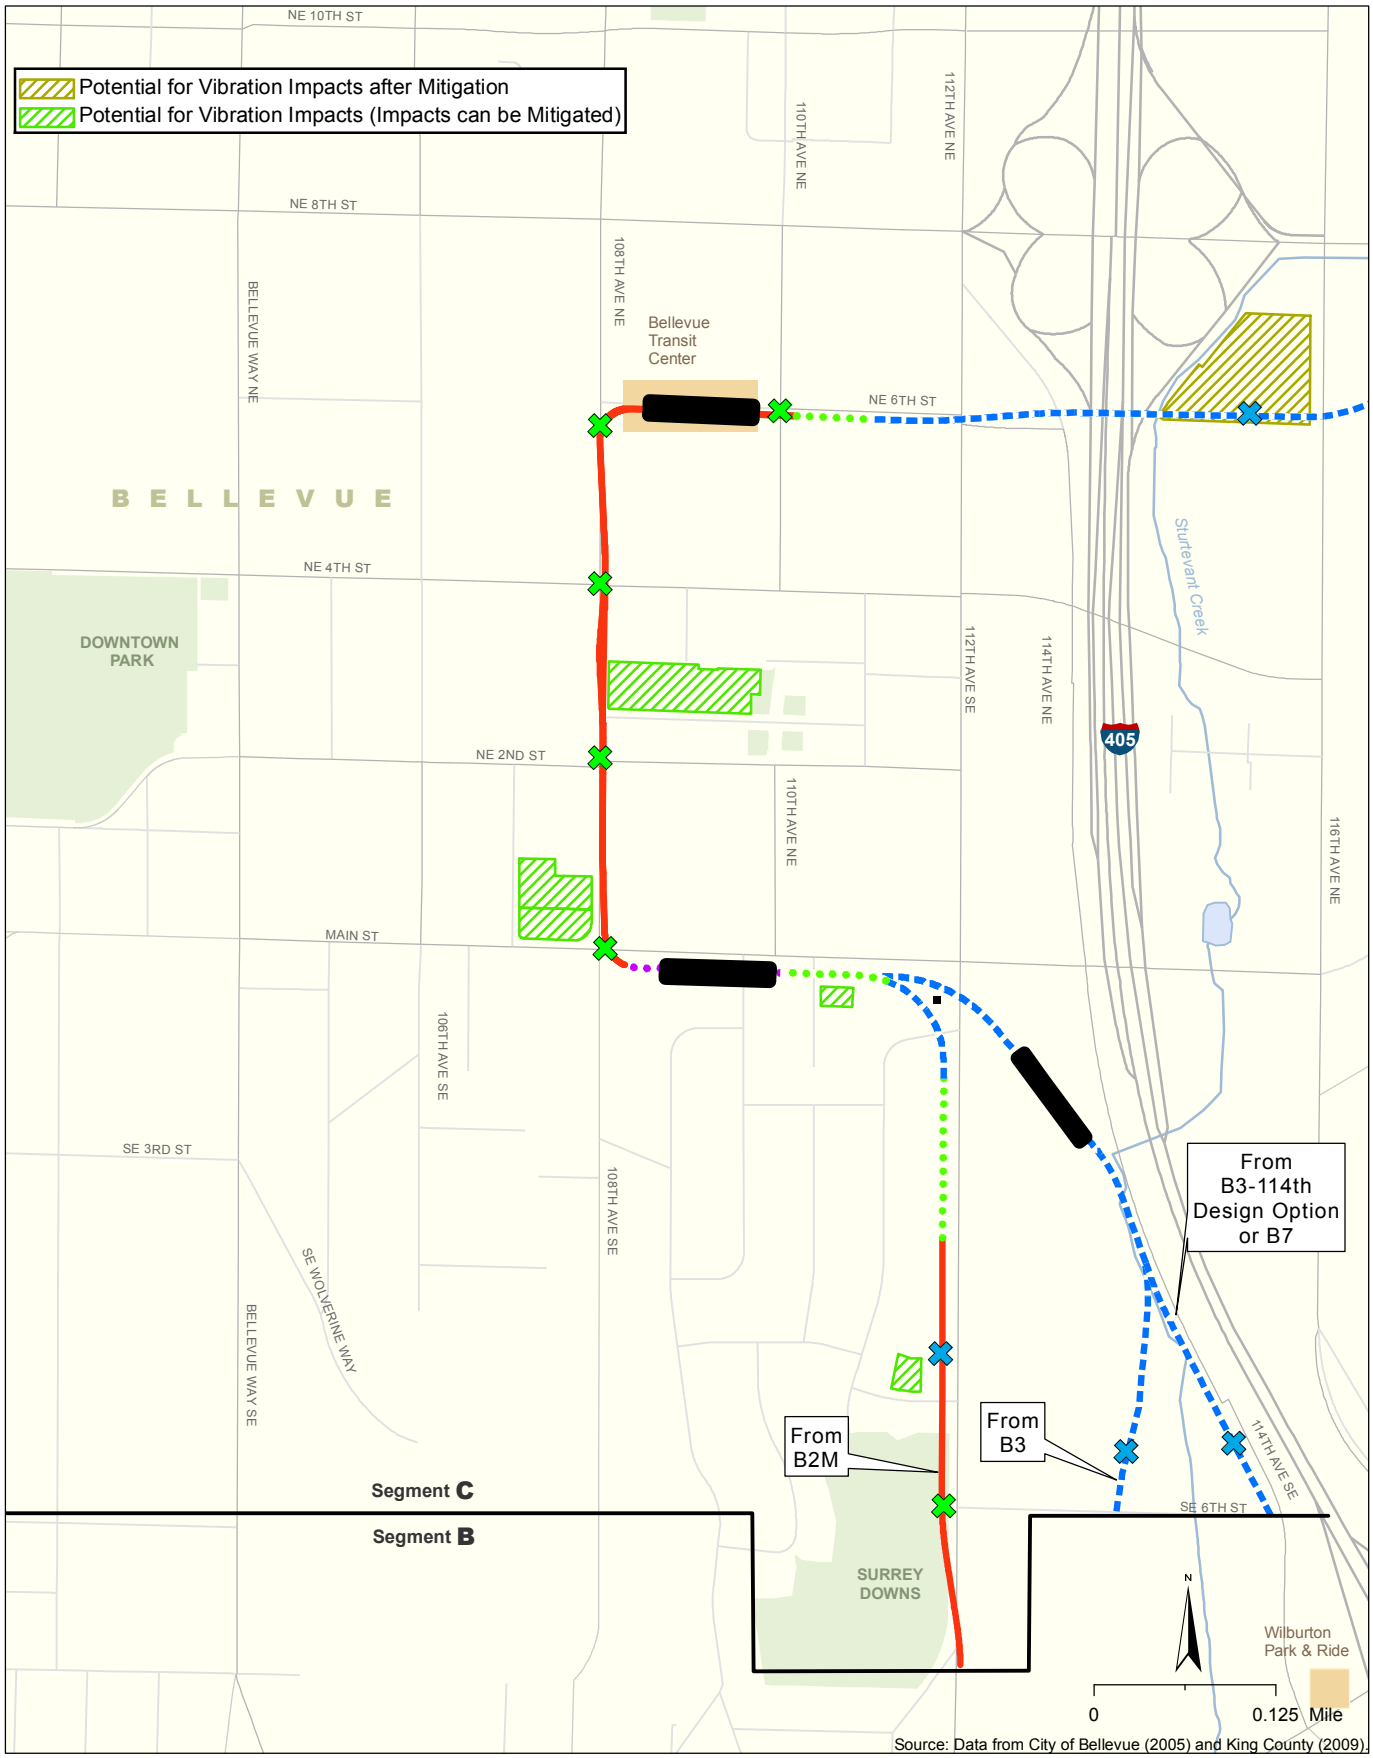 NE 10TH ST
Potential for Vibration Impacts after Mitigation
Potential for Vibration Impacts (Impacts can be Mitigated)
110TH AVE NE
112TH AVE NE
NE 8TH ST
108TH AVE NE
BELLEVUE WAY NE
Bellevue
Transit
Center
NE 6TH ST
BELLEVUE
Sturtevant Creek
NE 4TH ST
DOWNTOWN
PARK
112TH AVE SE
114TH AVE NE
405
NE 2ND ST
110TH AVE NE
116TH AVE NE
MAIN ST
106TH AVE SE
SE 3RD ST
108TH AVE SE
From
B3-114th
Design Option
or B7
SE WOLVERINE WAY
BELLEVUE WAY SE
From
B2M
From
B3
114TH AVE SE
SE 6TH ST
Segment C
Segment B
SURREY
DOWNS
N
Wilburton
Park & Ride
0 0.125 Mile
Source: Data from City of Bellevue (2005) and King County (2009).